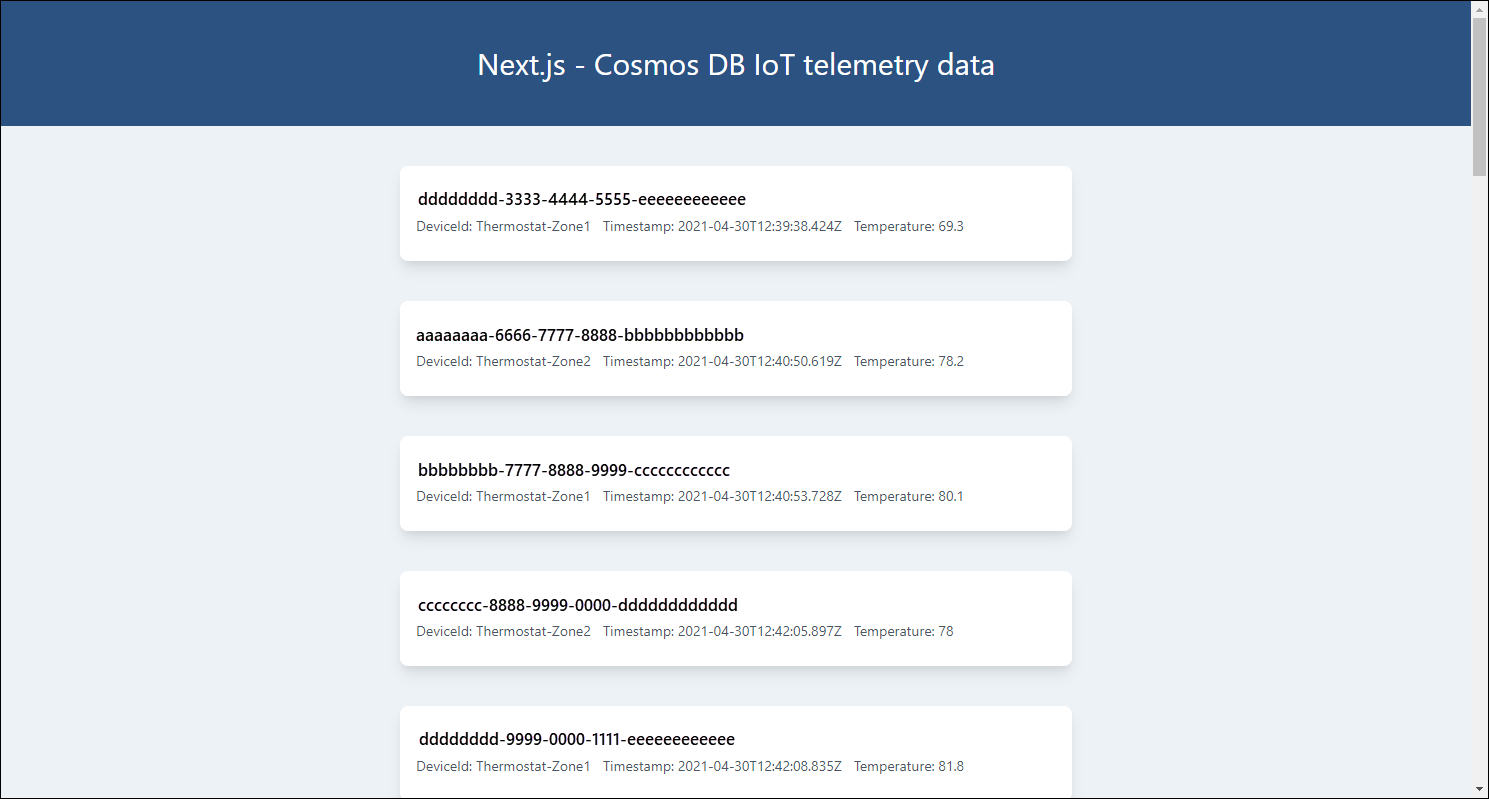 Next.js - Cosmos DB IoT telemetry data
dddddddd-3333-4444-5555-eeeeeeeeeeee
DeviceId: Thermostat-Zone1 Timestamp: 2021-04-30T12:39:38.424Z Temperature: 69.3
aaaaaaaa-6666-7777-8888-bbbbbbbbbbbb
DeviceId: Thermostat-Zone2 Timestamp: 2021-04-30T12:40:50.619Z Temperature: 78.2
bbbbbbbb-7777-8888-9999-cccccccccccc
DeviceId: Thermostat-Zone1 Timestamp: 2021-04-30T12:40:53.728Z Temperature: 80.1
cccccccc-8888-9999-0000-dddddddddddd
DeviceId: Thermostat-Zone2 Timestamp: 2021-04-30T12:42:05.897Z Temperature: 78
dddddddd-9999-0000-1111-eeeeeeeeeeee
DeviceId: Thermostat-Zone1 Timestamp: 2021-04-30T12:42:08.835Z Temperature: 81.8